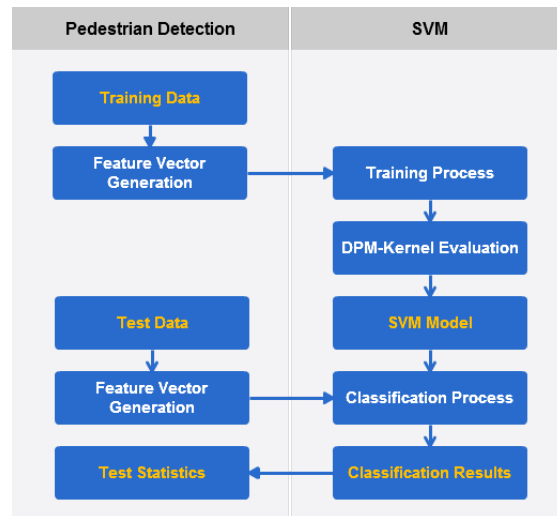 Pedestrian Detection
SVM
Training Data
Feature Vector
Generation
Training Process
DPM-Kernel Evaluation
Test Data
SVM Model
Feature Vector
Generation
Classification Process
Test Statistics
Classification Results